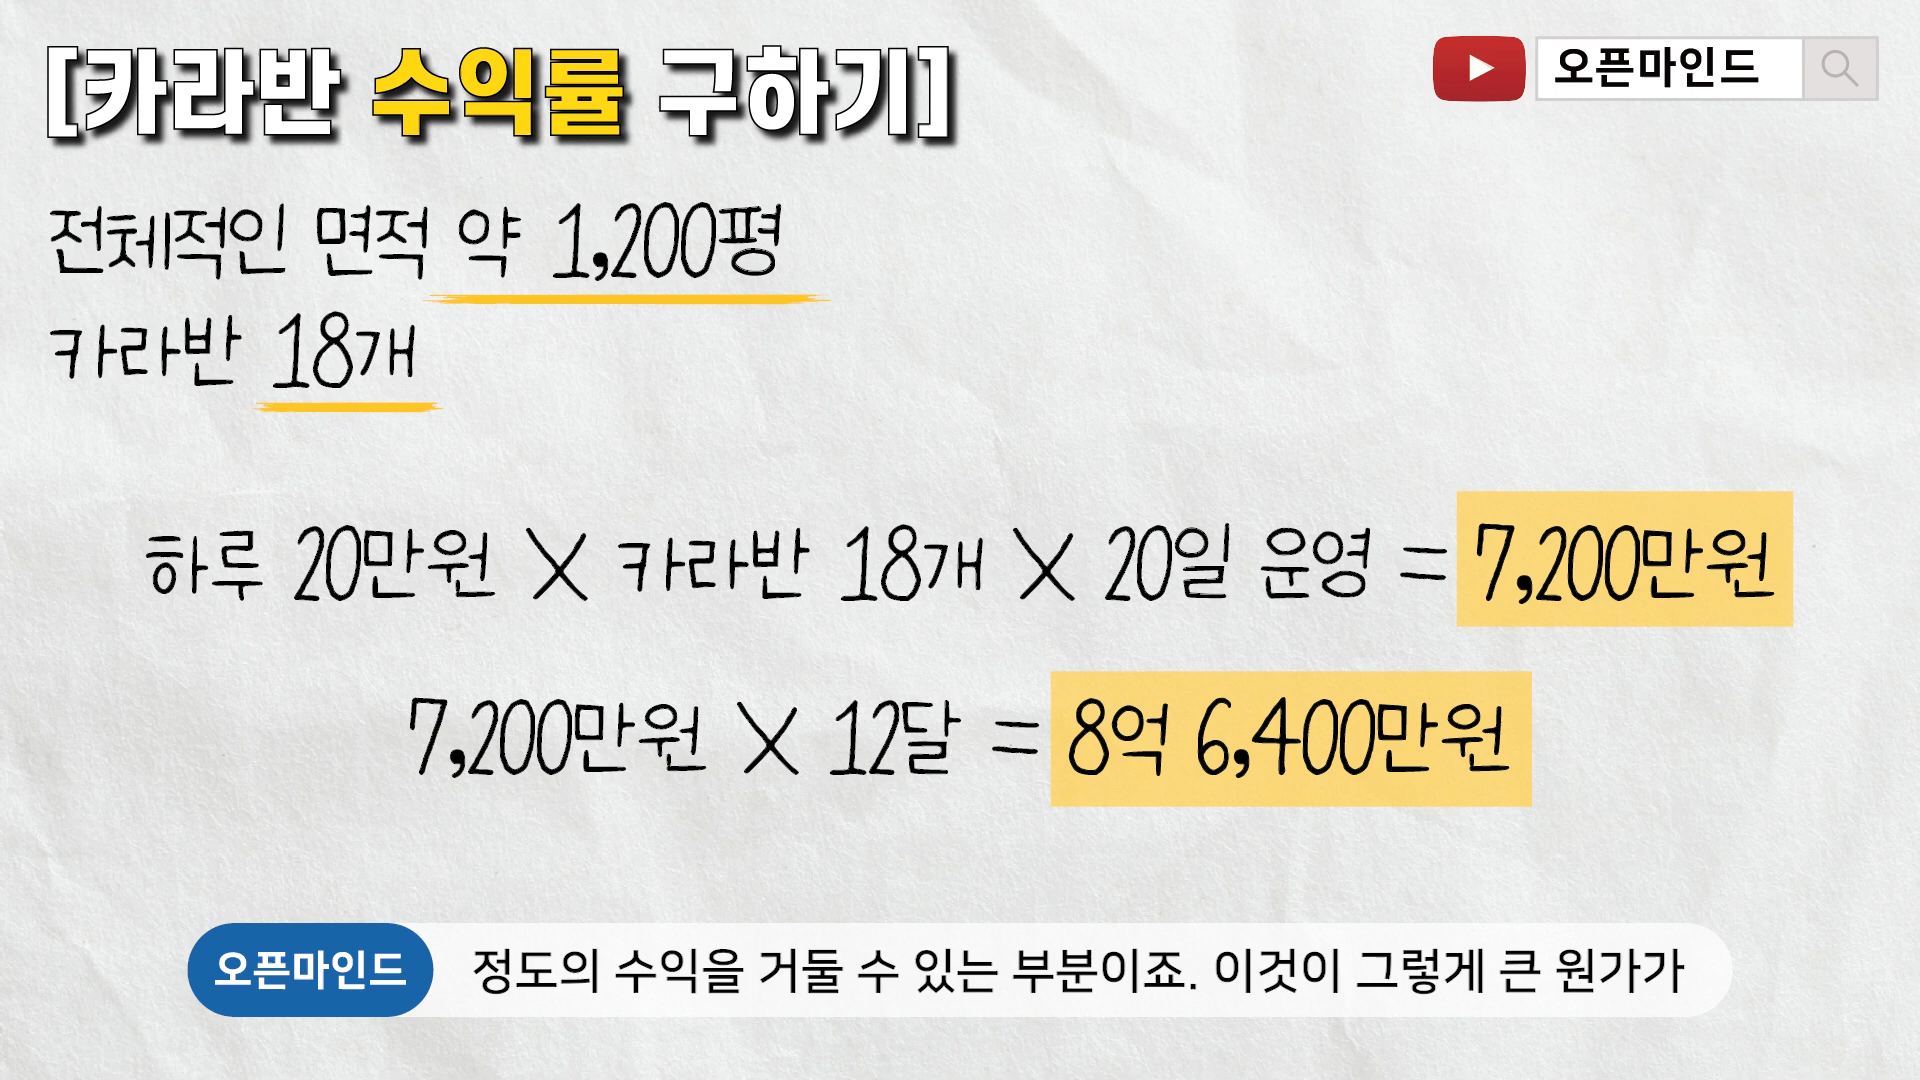 [카라반 수익률 구하기]
오픈마인드
전체적인 면적 약 1,200평
카라반 18개
하루 20만원 X 카라반 18개 X 20일 운영 = 7,200만원
7,200만원 X 12달 = 8억 6,400만원
오픈마인드 정도의 수익을 거둘 수 있는 부분이죠. 이것이 그렇게 큰 원가가